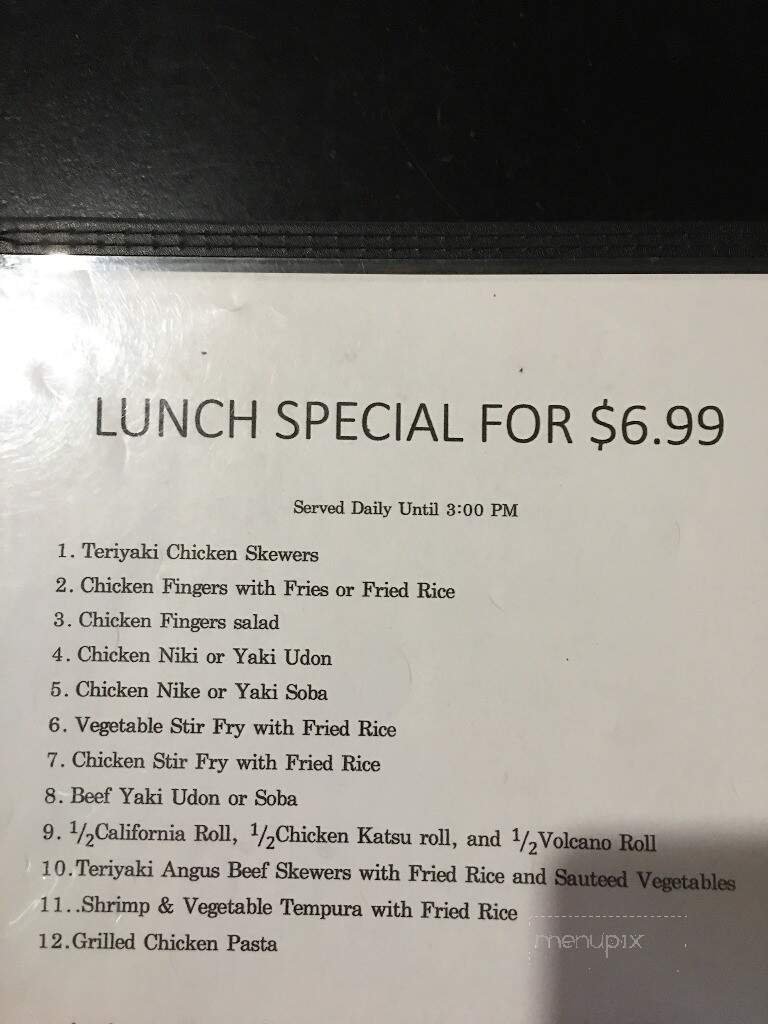 LUNCH SPECIAL FOR $6.99
Served Daily Until 3:00 PM
1. Teriyaki Chicken Skewers
2. Chicken Fingers with Fries or Fried Rice
3. Chicken Fingers salad
4. Chicken Niki or Yaki Udon
5. Chicken Nike or Yaki Soba
6. Vegetable Stir Fry with Fried Rice
7. Chicken Stir Fry with Fried Rice
8. Beef Yaki Udon or Soba
9. 1/2California Roll, 1/2Chicken Katsu roll, and 1/2Volcano Roll
10.Teriyaki Angus Beef Skewers with Fried Rice and Sauteed Vegetables
11..Shrimp & Vegetable Tempura with Fried Rice
12.Grilled Chicken Pasta
menupix